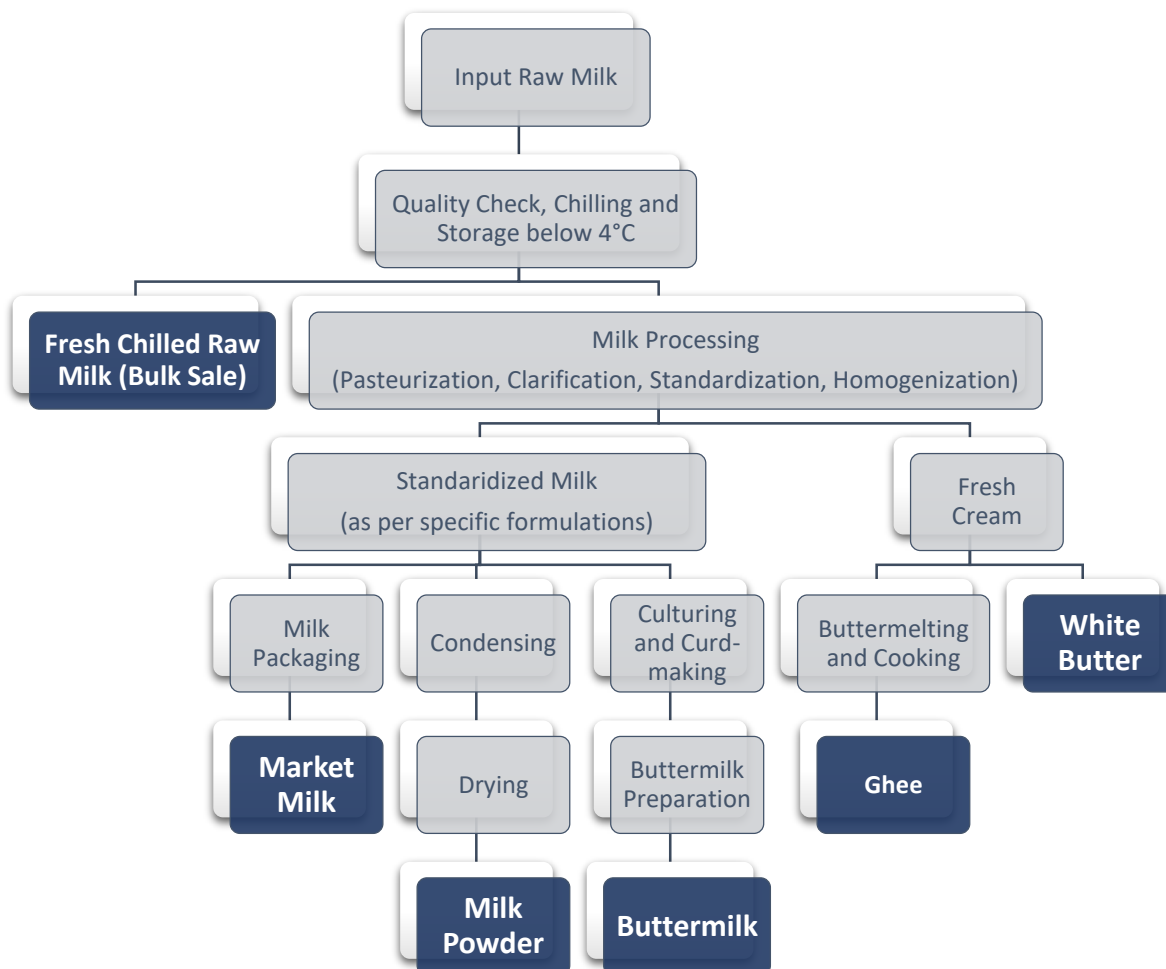 Input Raw Milk
Quality Check, Chilling and
Storage below 4°C
Fresh Chilled Raw
Milk (Bulk Sale)
Milk Processing
(Pasteurization, Clarification, Standardization, Homogenization)
Standaridized Milk
(as per specific formulations)
Fresh
Cream
Milk
Packaging
Condensing
Culturing
and Curd-
making
Buttermelting
and Cooking
White
Butter
Market
Milk
Drying
Buttermilk
Preparation
Ghee
Milk
Powder
Buttermilk